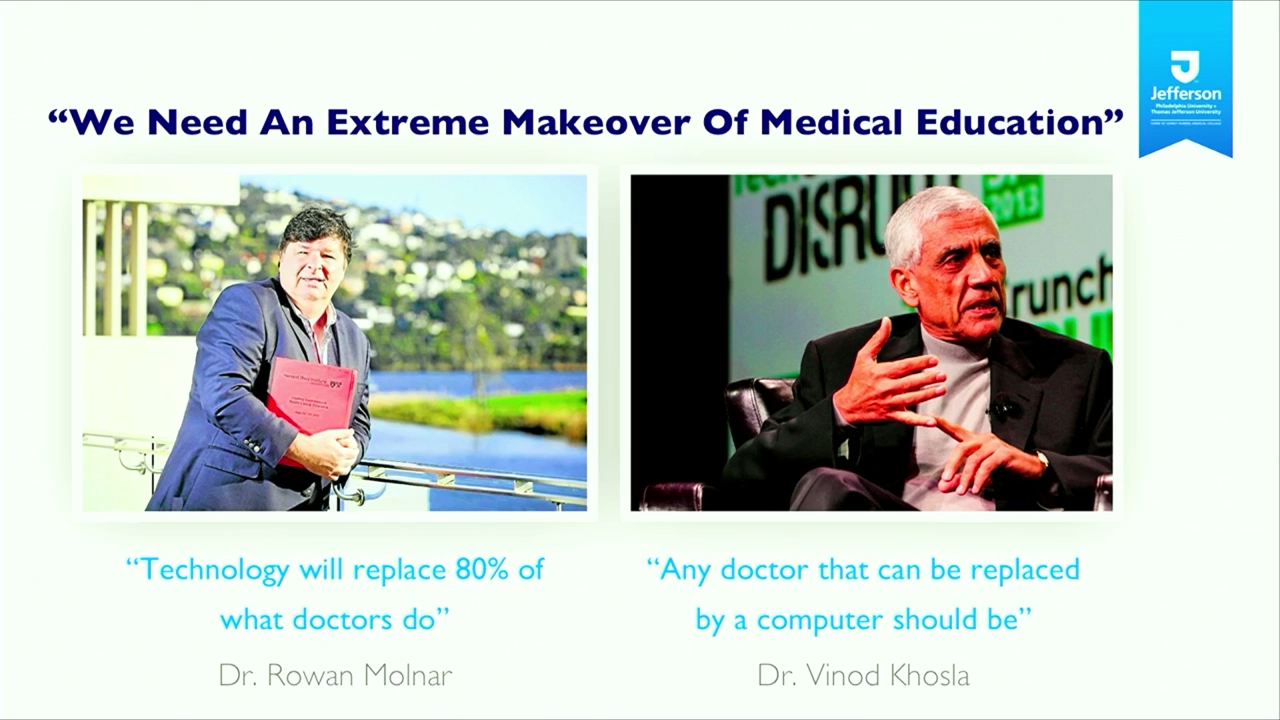 Jefferson
Philadelphia University +
Thomas Jefferson University
“We Need An Extreme Makeover Of Medical Education”
DISRU
2013
runch
“Technology will replace 80% of
what doctors do”
Dr. Rowan Molnar
“Any doctor that can be replaced
by a computer should be”
Dr. Vinod Khosla